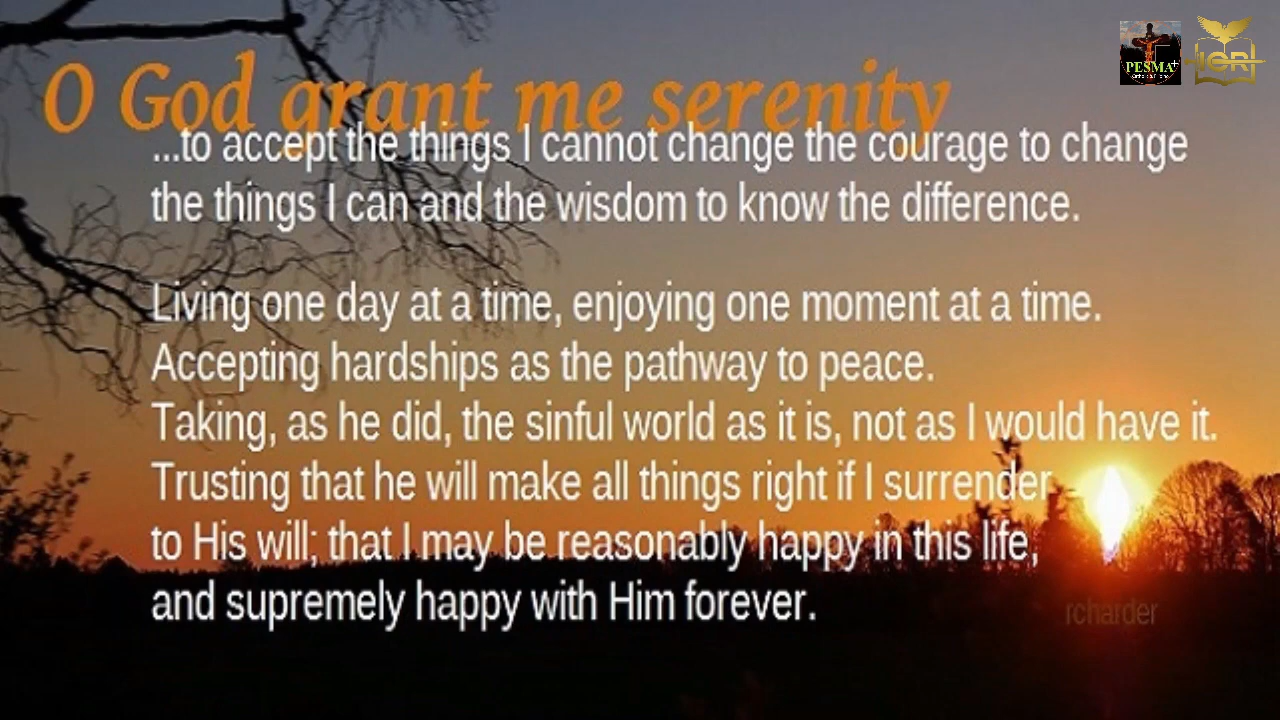 PESMA
JCR
O God grant me serenity
...to accept the things I cannot change the courage to change
the things I can and the wisdom to know the difference.
Living one day at a time, enjoying one moment at a time.
Accepting hardships as the pathway to peace.
Taking, as he did, the sinful world as it is, not as I would have it.
Trusting that he will make all things right if I surrender
to His will; that I may be reasonably happy in this life,
and supremely happy with Him forever.
rcharder